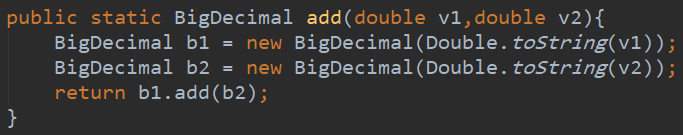 public static BigDecimal add(double v1,double v2){
    BigDecimal b1 = new BigDecimal(Double.toString(v1));
    BigDecimal b2 = new BigDecimal(Double.toString(v2));
    return b1.add(b2);
}